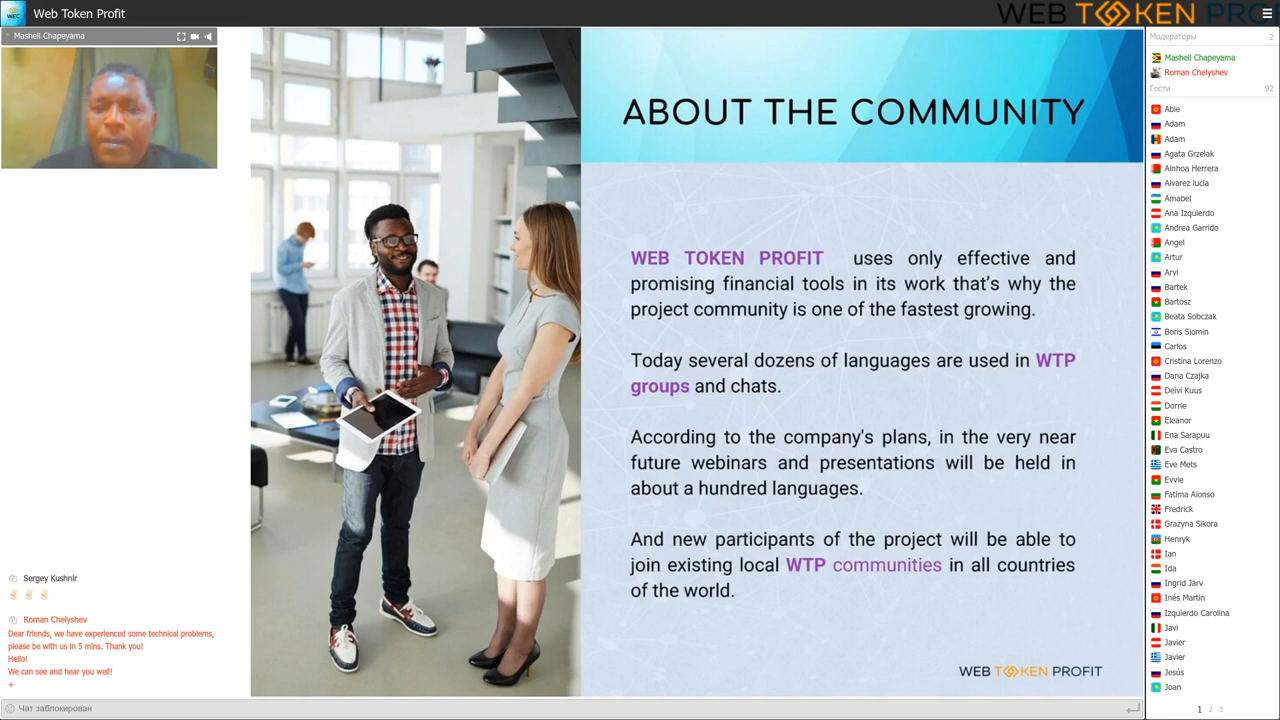 WFC
Web Token Profit
WEB TOKEN PRO
Mashell Chapeyama
ABOUT THE COMMUNITY
WEB TOKEN PROFIT uses only effective and
promising financial tools in its work that's why the
project community is one of the fastest growing.
Today several dozens of languages are used in WTP
groups and chats.
According to the company's plans, in the very near
future webinars and presentations will be held in
about a hundred languages.
And new participants of the project will be able to
join existing local WTP communities in all countries
of the world.
WEB TOKEN PROFIT
Sergey Kushnir
Roman Chelyshev
Dear friends, we have experienced some technical problems,
please be with us in 5 mins. Thank you!
Hello!
We can see and hear you well!
+
Чат заблокирован
Модераторы 2
Mashell Chapeyama
Roman Chelyshev
Гости 92
Abie
Adam
Adam
Agata Grzelak
Ainhoa Herrera
Alvarez lucia
Amabel
Ana Izquierdo
Andrea Garrido
Angel
Artur
Arvi
Bartek
Bartosz
Beata Sobczak
Boris Siomin
Carlos
Cristina Lorenzo
Dana Czajka
Deivi Kuus
Dorrie
Eleanor
Ena Sarapuu
Eva Castro
Eve Mets
Evvie
Fatima Alonso
Fredrick
Grazyna Sikora
Henryk
Ian
Ida
Ingrid Järv
Inés Martin
Izquierdo Carolina
Javi
Javier
Javier
Jesús
Joan
1 2 3